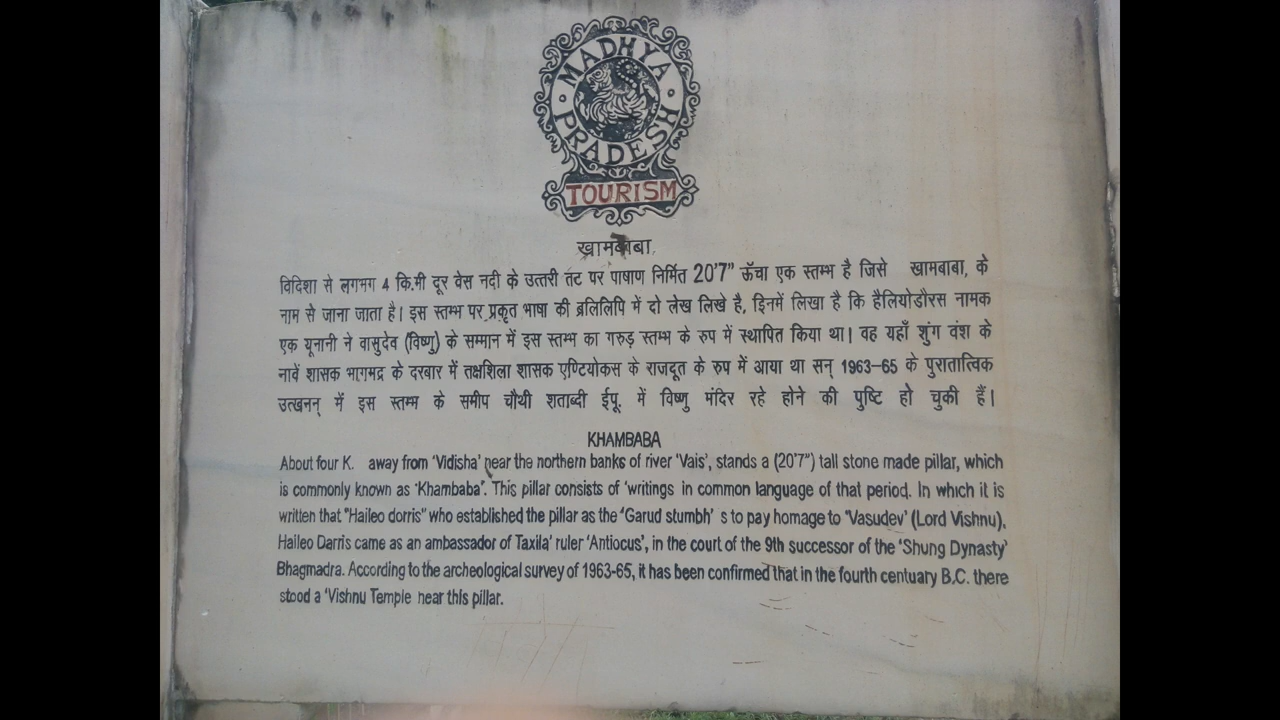 MADHYA
PRADESH
TOURISM
खामबाबा
विदिशा से लगभग 4 कि.मी दूर वेस नदी के उत्तरी तट पर पाषाण निर्मित 20'7" ऊँचा एक स्तम्भ है जिसे खामबाबा, के
नाम से जाना जाता है। इस स्तम्भ पर प्रकृत भाषा की ब्रलिलिपि में दो लेख लिखे है, इनमें लिखा है कि हैलियोडौरस नामक
एक यूनानी ने वासुदेव (विष्णु) के सम्मान में इस स्तम्भ का गरुड़ स्तम्भ के रुप में स्थापित किया था। वह यहाँ शुंग वंश के
नावें शासक भागमद्र के दरबार में तक्षशिला शासक एण्टियोकस के राजदूत के रुप में आया था सन् 1963–65 के पुरातात्विक
उत्खनन् में इस स्तम्भ के समीप चौथी शताब्दी ईपू. में विष्णु मंदिर रहे होने की पुष्टि हो चुकी हैं।
KHAMBABA
About four K. away from 'Vidisha' near the northern banks of river 'Vais', stands a (20'7") tall stone made pillar, which
is commonly known as 'Khambaba'. This pillar consists of 'writings in common language of that period. In which it is
written that "Haileo dorris" who established the pillar as the 'Garud stumbh' s to pay homage to 'Vasudev' (Lord Vishnu),
Haileo Darris came as an ambassador of Taxila' ruler 'Antiocus', in the court of the 9th successor of the 'Shung Dynasty'
Bhagmadra. According to the archeological survey of 1963-65, it has been confirmed that in the fourth centuary B.C. there
stood a 'Vishnu Temple near this pillar.